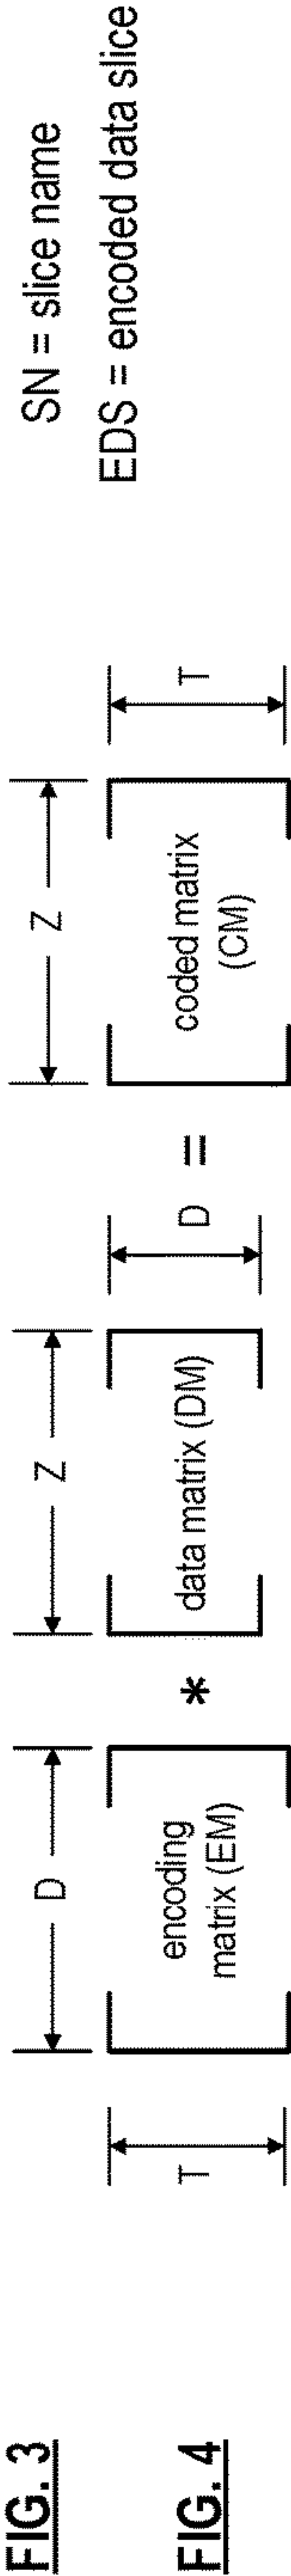 FIG. 3
SN = slice name
EDS = encoded data slice
FIG. 4
D
Z
Z
T
encoding
matrix (EM)
*
data matrix (DM)
D
=
coded matrix
(CM)
T